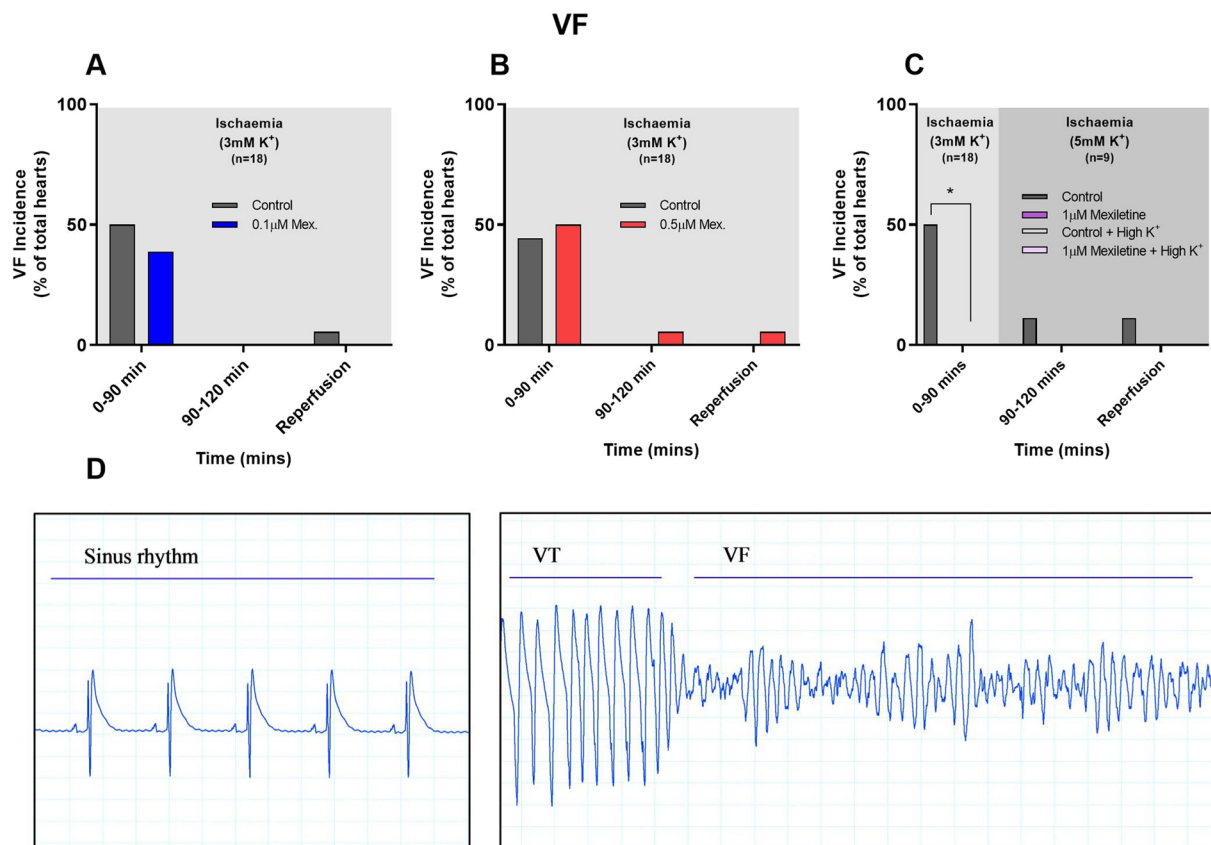 VF
A
VF Incidence
(% of total hearts)
100
50
0
Ischaemia
(3mM K⁺)
(n=18)
Control
0.1μM Mex.
0-90 min
90-120 min
Reperfusion
Time (mins)
B
VF Incidence
(% of total hearts)
100
50
0
Ischaemia
(3mM K⁺)
(n=18)
Control
0.5μM Mex.
0-90 min
90-120 min
Reperfusion
Time (mins)
C
VF Incidence
(% of total hearts)
100
50
0
Ischaemia
(3mM K⁺)
(n=18)
*
Ischaemia
(5mM K⁺)
(n=9)
Control
1μM Mexiletine
Control + High K⁺
1μM Mexiletine + High K⁺
0-90 mins
90-120 mins
Reperfusion
Time (mins)
D
Sinus rhythm
VT
VF